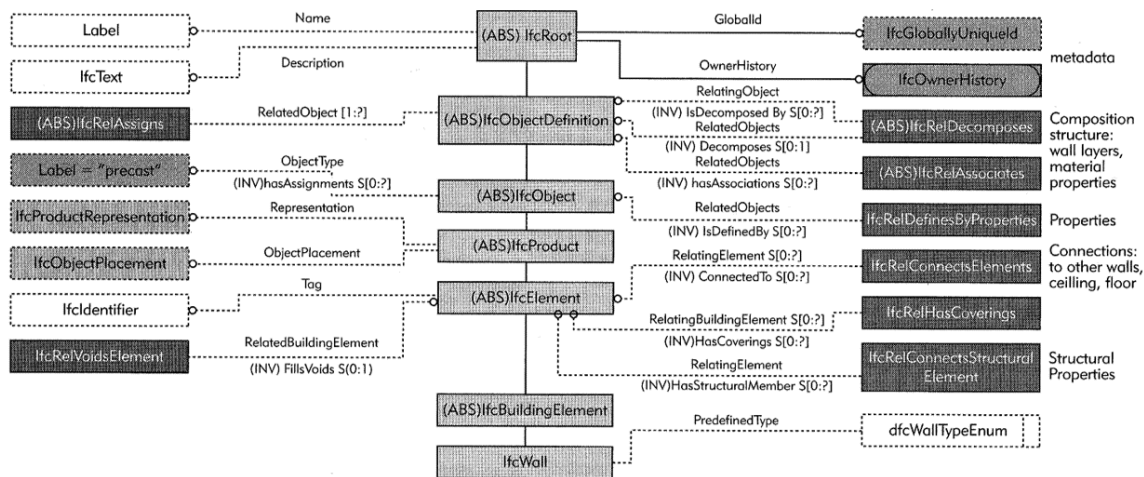 Name
GlobalId
Label
(ABS) IfcRoot
IfcGloballyUniqueId
metadata
IfcText
Description
OwnerHistory
IfcOwnerHistory
RelatedObject [1:?]
(ABS)IfcRelAssigns
(ABS)IfcObjectDefinition
RelatingObject
(INV) IsDecomposed By S[0:?]
RelatedObjects
(INV) Decomposes S[0:1]
RelatedObjects
(INV) hasAssociations S[0:?]
(ABS)IfcRelDecomposes
(ABS)IfcRelAssociates
Composition
structure:
wall layers,
material
properties
Label = "precast"
ObjectType
(INV)hasAssignments S[0:?]
(ABS)IfcObject
RelatedObjects
(INV) IsDefinedBy S[0:?]
IfcRelDefinesByProperties
Properties
IfcProductRepresentation
Representation
(ABS)IfcProduct
IfcObjectPlacement
ObjectPlacement
RelatingElement S[0:?]
(INV) ConnectedTo S[0:?]
IfcRelConnectsElements
Connections:
to other walls,
ceilling, floor
IfcIdentifier
Tag
(ABS)IfcElement
RelatingBuildingElement S[0:?]
(INV)HasCoverings S[0:?]
IfcRelHasCoverings
IfcRelVoidsElement
RelatedBuildingElement
(INV) FillsVoids S(0:1)
RelatingElement
(INV)HasStructuralMember S[0:?]
IfcRelConnectsStructural
Element
Structural
Properties
(ABS)IfcBuildingElement
PredefinedType
dfcWallTypeEnum
IfcWall